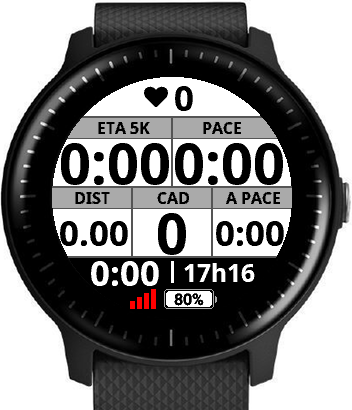 0
ETA 5K PACE
0:00 0:00
DIST CAD A PACE
0.00 0 0:00
0:00 | 17h16
80%